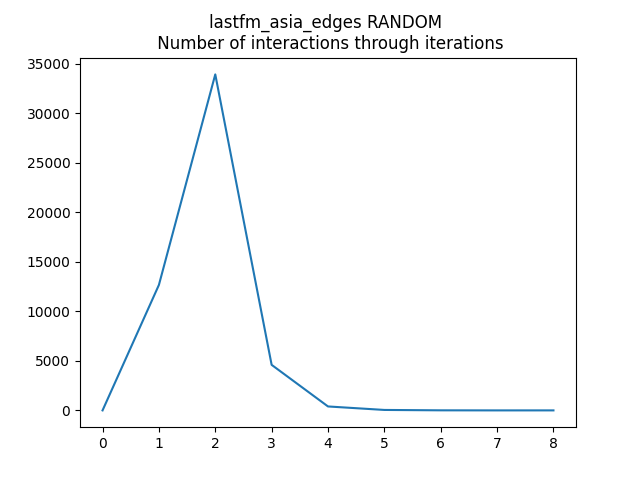 lastfm_asia_edges RANDOM
Number of interactions through iterations
35000
30000
25000
20000
15000
10000
5000
0
0 1 2 3 4 5 6 7 8